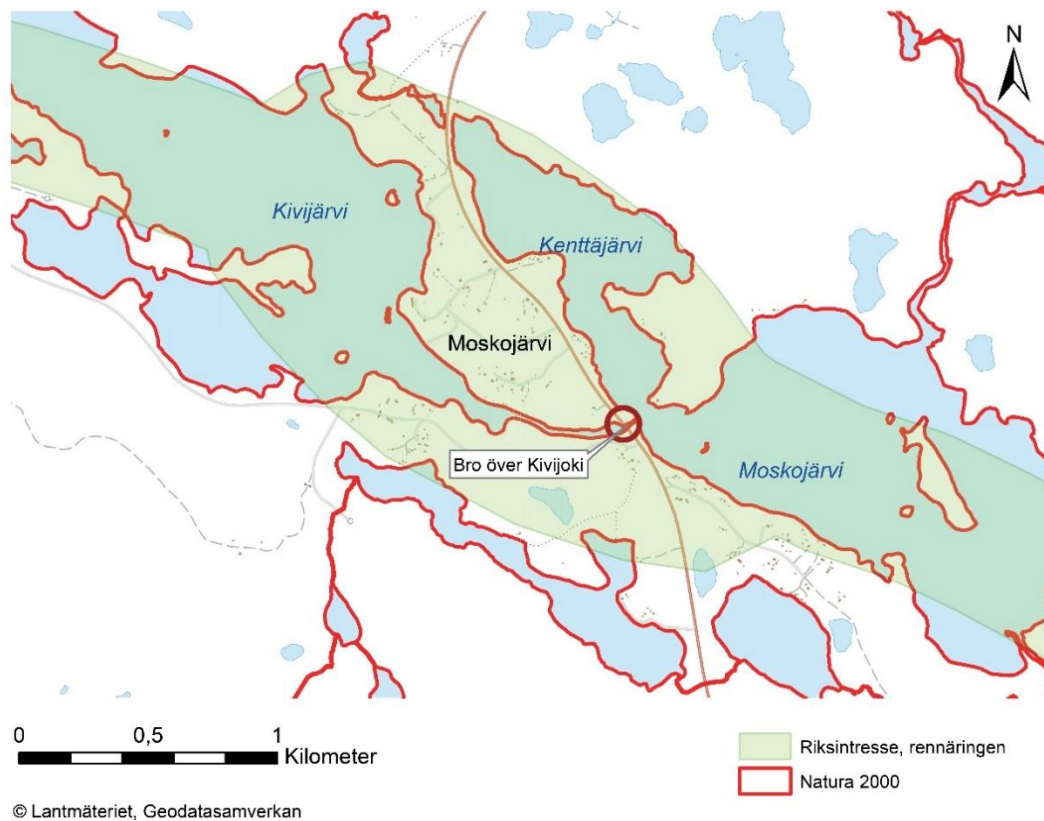 N
Kivijärvi
Kenttäjärvi
Moskojärvi
Bro över Kivijoki
Moskojärvi
0 0,5 1
Kilometer
Riksintresse, rennäringen
Natura 2000
© Lantmäteriet, Geodatasamverkan